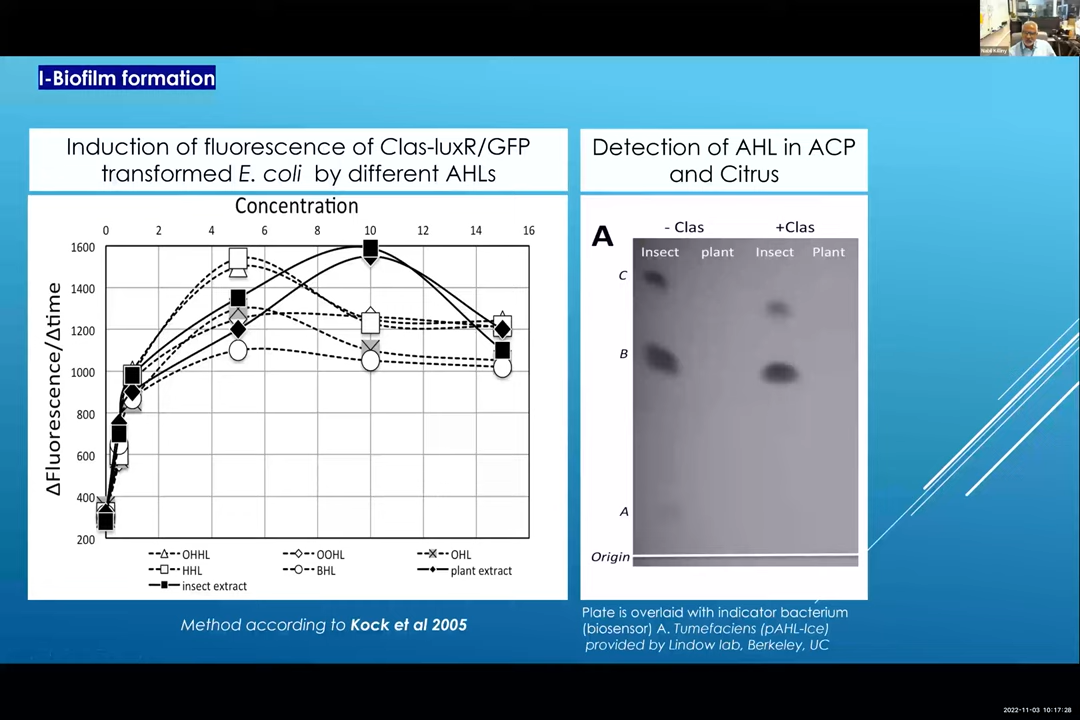 Nabil Killiny
I-Biofilm formation
Induction of fluorescence of Clas-luxR/GFP
transformed E. coli by different AHLs
Detection of AHL in ACP
and Citrus
Concentration
0 2 4 6 8 10 12 14 16
1600
1400
1200
1000
800
600
400
200
ΔFluorescence/Δtime
OHHL OOHL OHL
HHL BHL plant extract
insect extract
A
- Clas +Clas
Insect plant Insect Plant
C
B
A
Origin
Method according to Kock et al 2005
Plate is overlaid with indicator bacterium
(biosensor) A. Tumefaciens (pAHL-Ice)
provided by Lindow lab, Berkeley, UC
2022-11-03 10:17:28